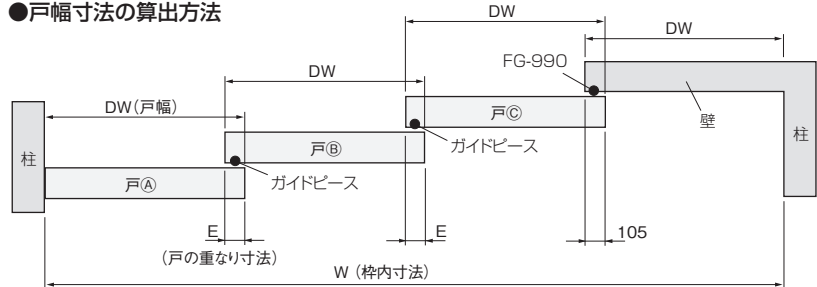 ●戸幅寸法の算出方法
DW
DW
FG-990
DW
DW(戸幅)
戸Ⓒ
壁
柱
ガイドピース
戸Ⓑ
柱
ガイドピース
戸Ⓐ
E
E
105
(戸の重なり寸法)
W(枠内寸法)